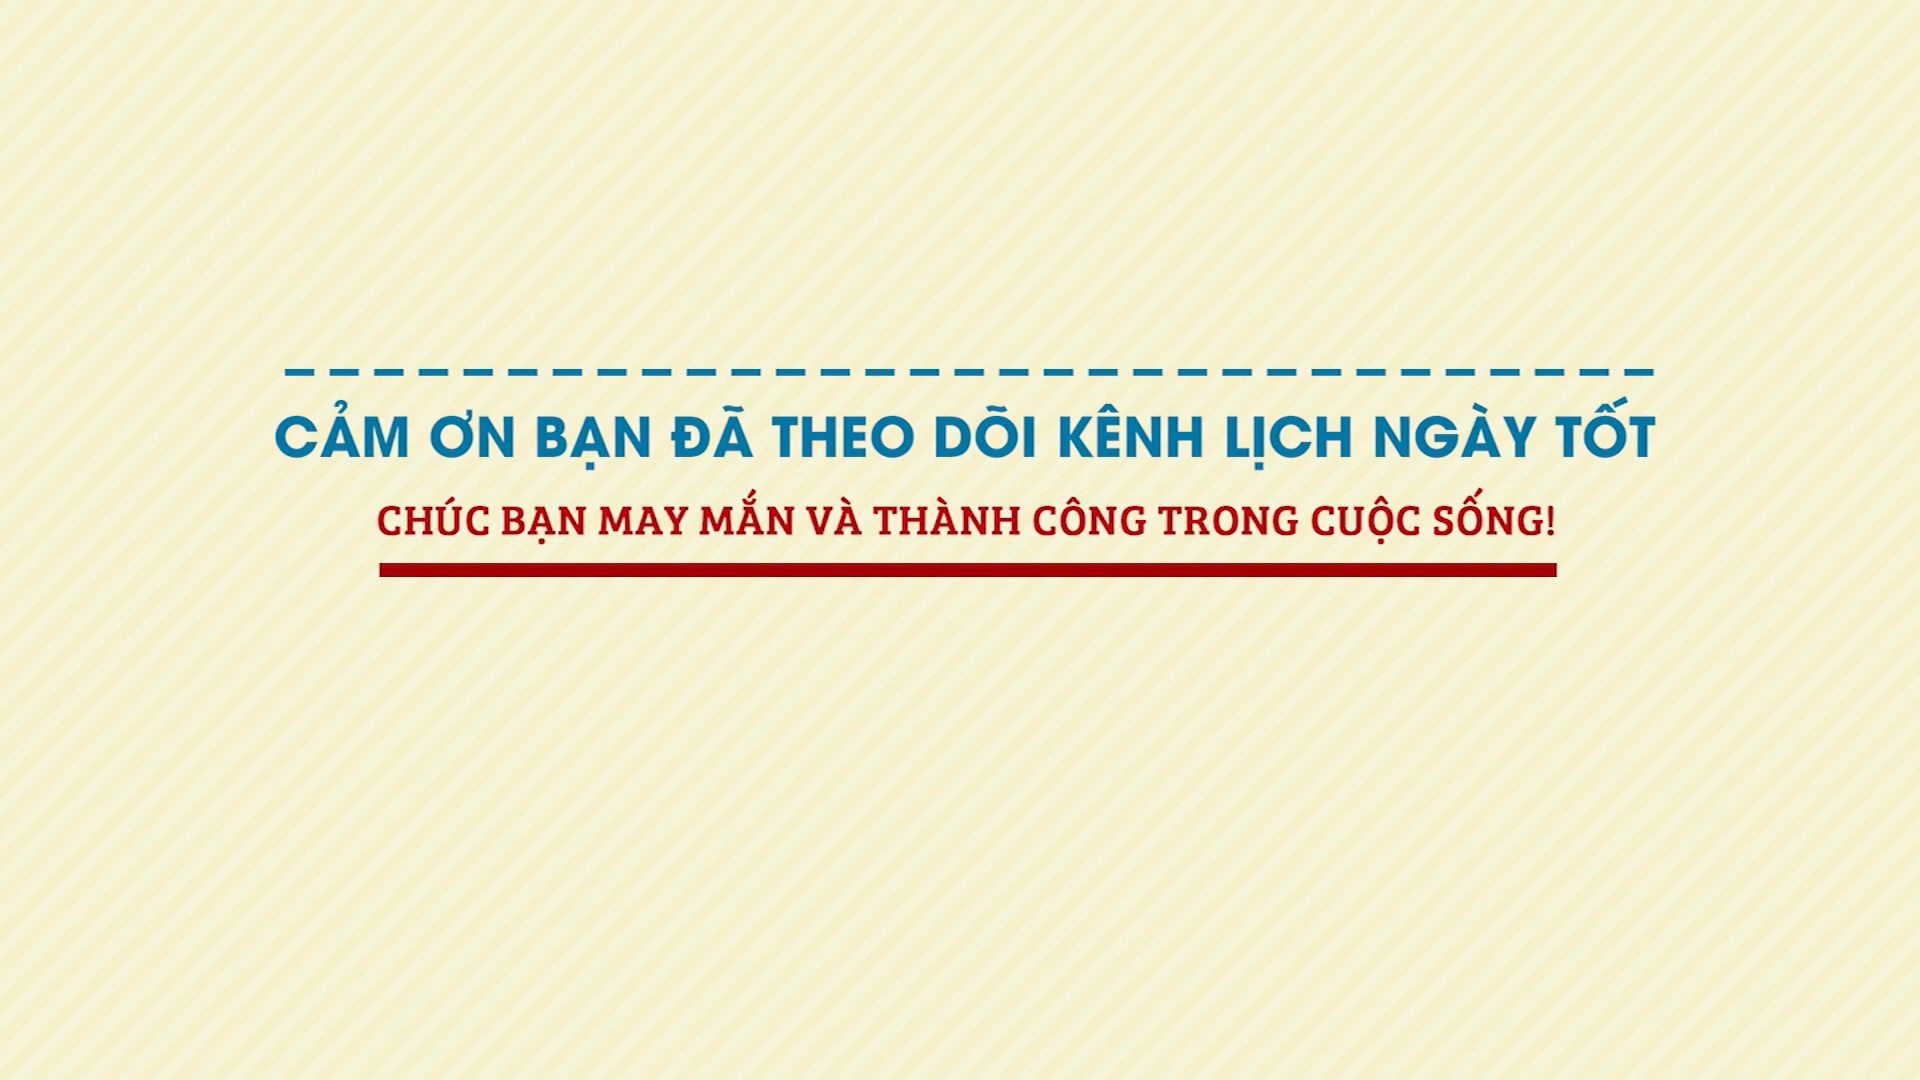 CẢM ƠN BẠN ĐÃ THEO DÕI KÊNH LỊCH NGÀY TỐT
CHÚC BẠN MAY MẮN VÀ THÀNH CÔNG TRONG CUỘC SỐNG!